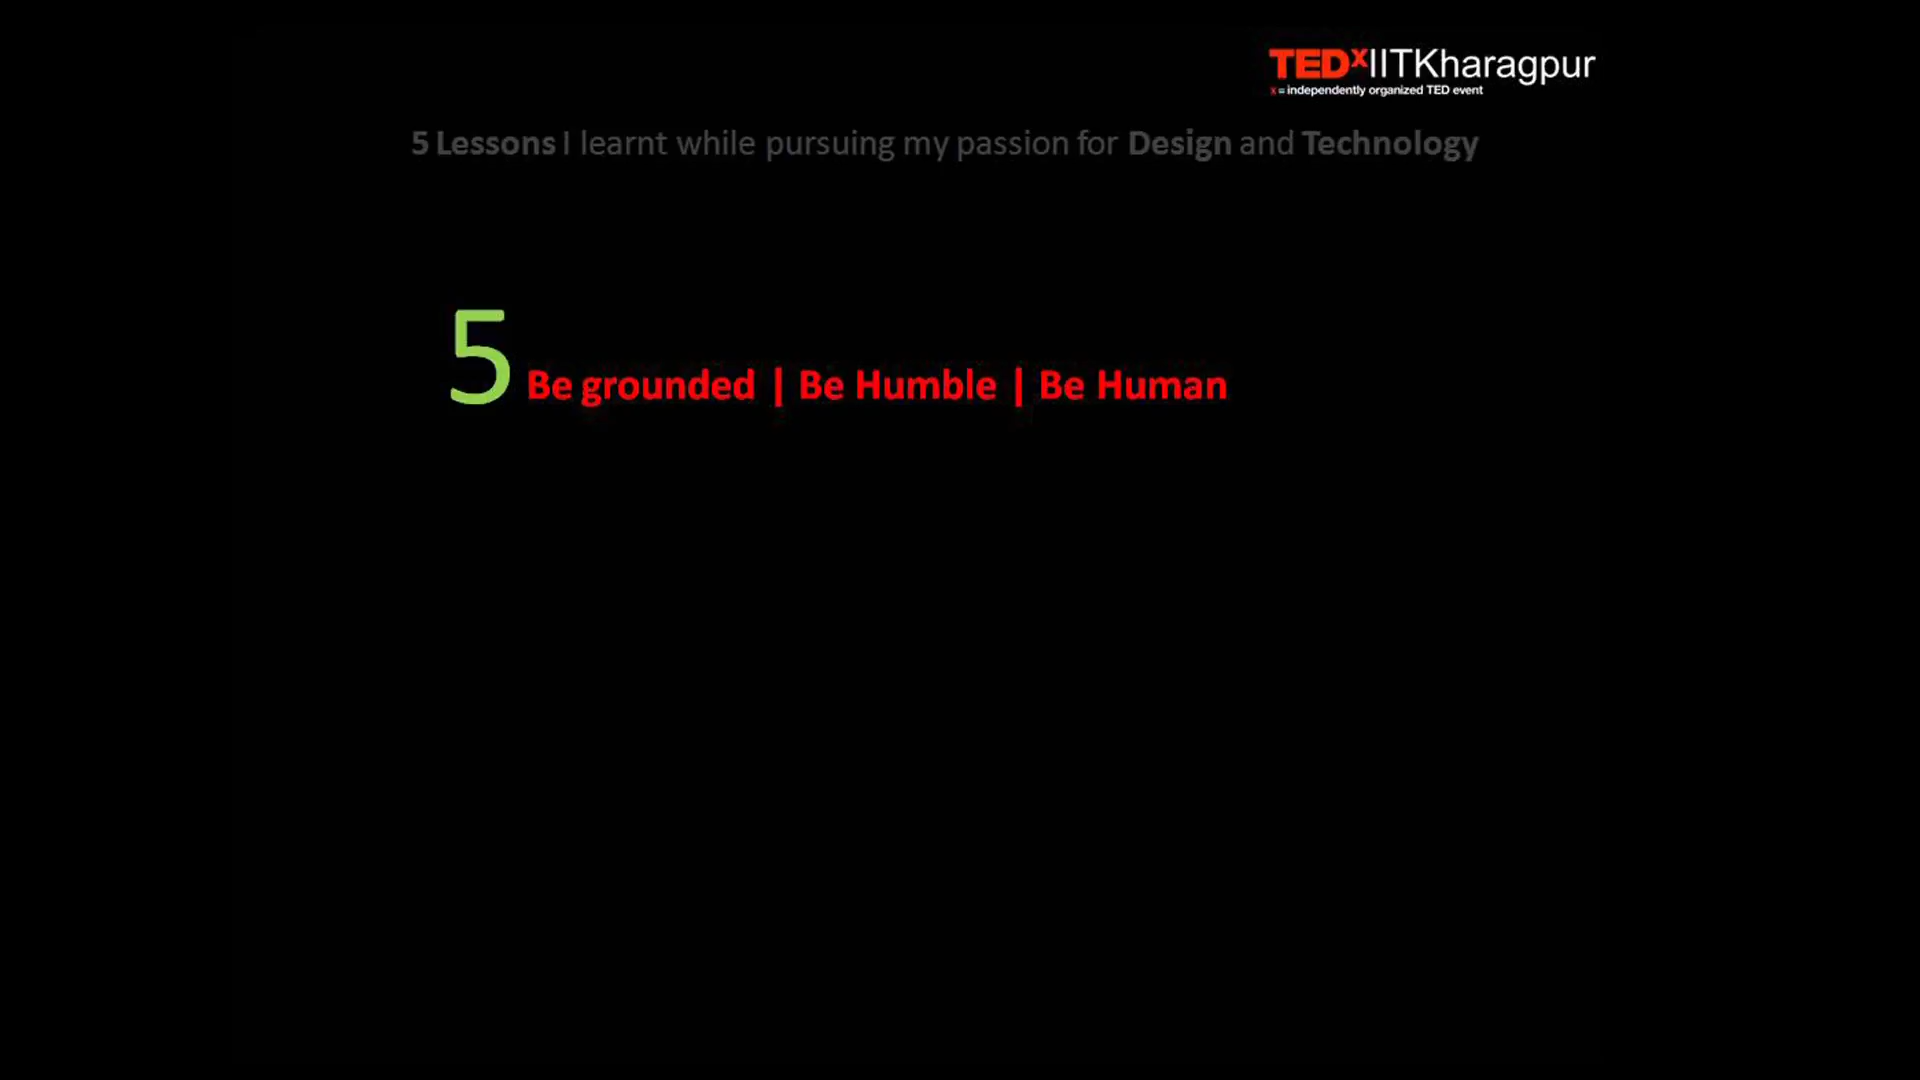 TEDxIITKharagpur
x = independently organized TED event
5 Lessons I learnt while pursuing my passion for Design and Technology
5 Be grounded | Be Humble | Be Human